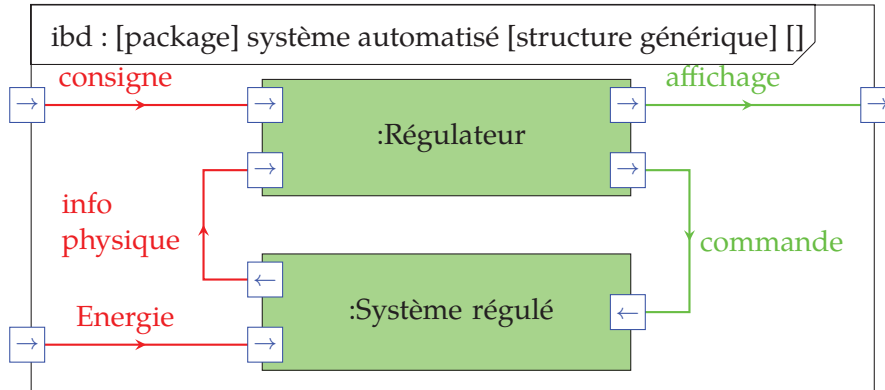 ibd : [package] système automatisé [structure générique] []
consigne
affichage
:Régulateur
info
physique
commande
:Système régulé
Energie